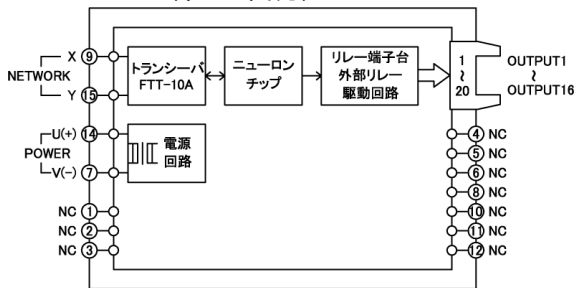 X ⑨
NETWORK
Y ⑮
トランシーバ
FTT-10A
ニューロン
チップ
リレー端子台
外部リレー
駆動回路
1
~
20
OUTPUT1
~
OUTPUT16
U(+) ⑭
POWER
V(-) ⑦
電源
回路
NC ①
NC ②
NC ③
④ NC
⑤ NC
⑥ NC
⑧ NC
⑩ NC
⑪ NC
⑫ NC